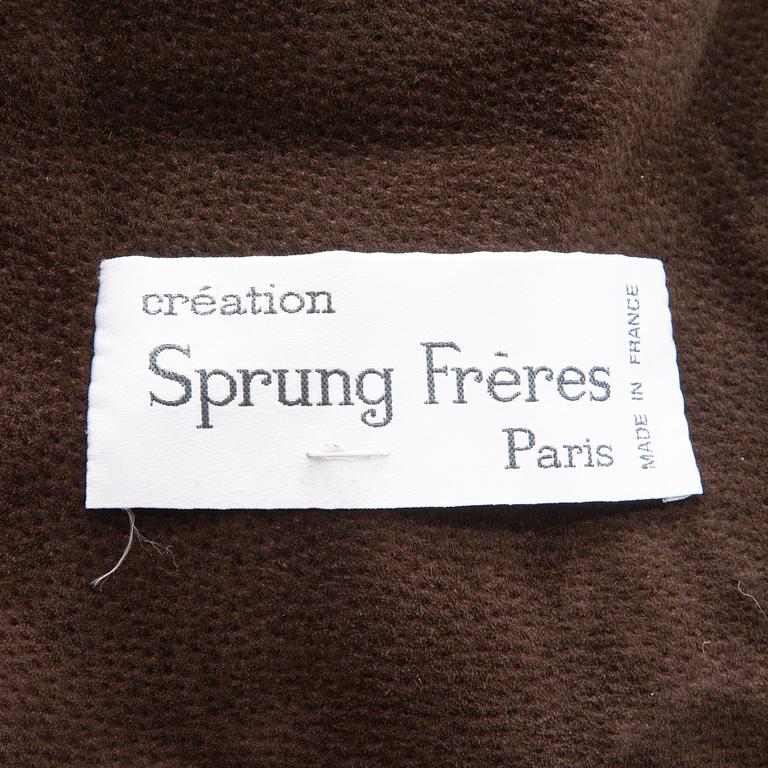 création
Sprung Frères
Paris
MADE IN FRANCE